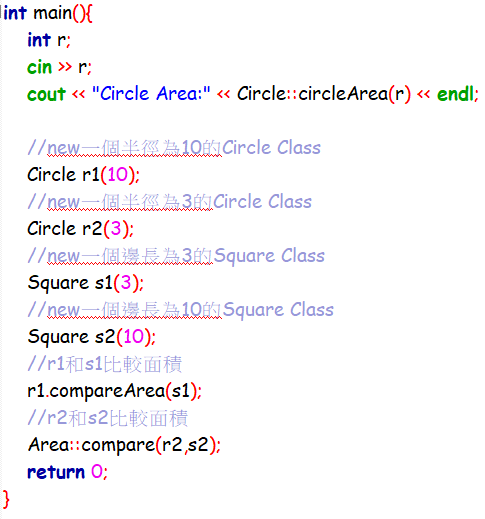 int main(){
int r;
cin >> r;
cout << "Circle Area:" << Circle::circleArea(r) << endl;
//new一個半徑為10的Circle Class
Circle r1(10);
//new一個半徑為3的Circle Class
Circle r2(3);
//new一個邊長為3的Square Class
Square s1(3);
//new一個邊長為10的Square Class
Square s2(10);
//r1和s1比較面積
r1.compareArea(s1);
//r2和s2比較面積
Area::compare(r2,s2);
return 0;
}